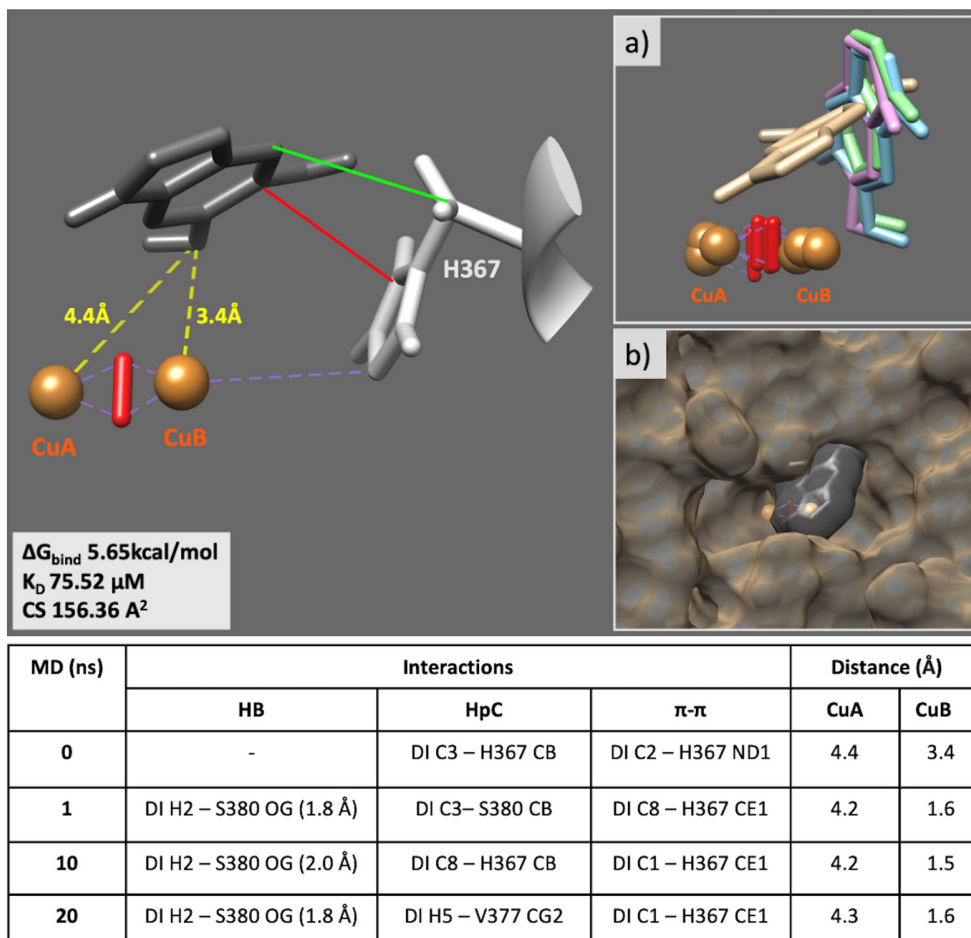 a)
H367
4.4Å
3.4Å
CuA
CuB
CuA
CuB
b)
ΔGbind 5.65kcal/mol
KD 75.52 µM
CS 156.36 A²
MD (ns) Interactions Distance (Å)
HB HpC π-π CuA CuB
0 - DI C3 – H367 CB DI C2 – H367 ND1 4.4 3.4
1 DI H2 – S380 OG (1.8 Å) DI C3– S380 CB DI C8 – H367 CE1 4.2 1.6
10 DI H2 – S380 OG (2.0 Å) DI C8 – H367 CB DI C1 – H367 CE1 4.2 1.5
20 DI H2 – S380 OG (1.8 Å) DI H5 – V377 CG2 DI C1 – H367 CE1 4.3 1.6